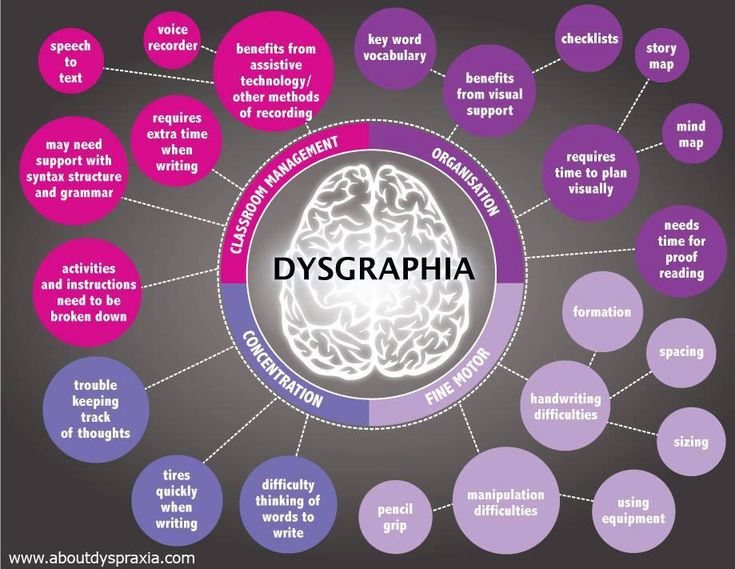 speech
to
text
voice
recorder
benefits from
assistive
technology/
other methods
of recording
requires
extra time
when
writing
may need
support with
syntax structure
and grammar
activities
and instructions
need to be
broken down
key word
vocabulary
checklists
benefits
from visual
support
story
map
mind
map
requires
time to plan
visually
needs
time for
proof
reading
CLASSROOM MANAGEMENT
ORGANISATION
DYSGRAPHIA
CONCENTRATION
FINE MOTOR
trouble
keeping
track
of thoughts
tires
quickly
when
writing
difficulty
thinking of
words to
write
formation
spacing
handwriting
difficulties
sizing
manipulation
difficulties
pencil
grip
using
equipment
www.aboutdyspraxia.com